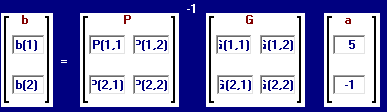 b P -1 G a
b(1) P(1,1 P(1,2) G(1,1) G(1,2) 5
=
b(2) P(2,1) P(2,2) G(2,1) G(2,2) -1